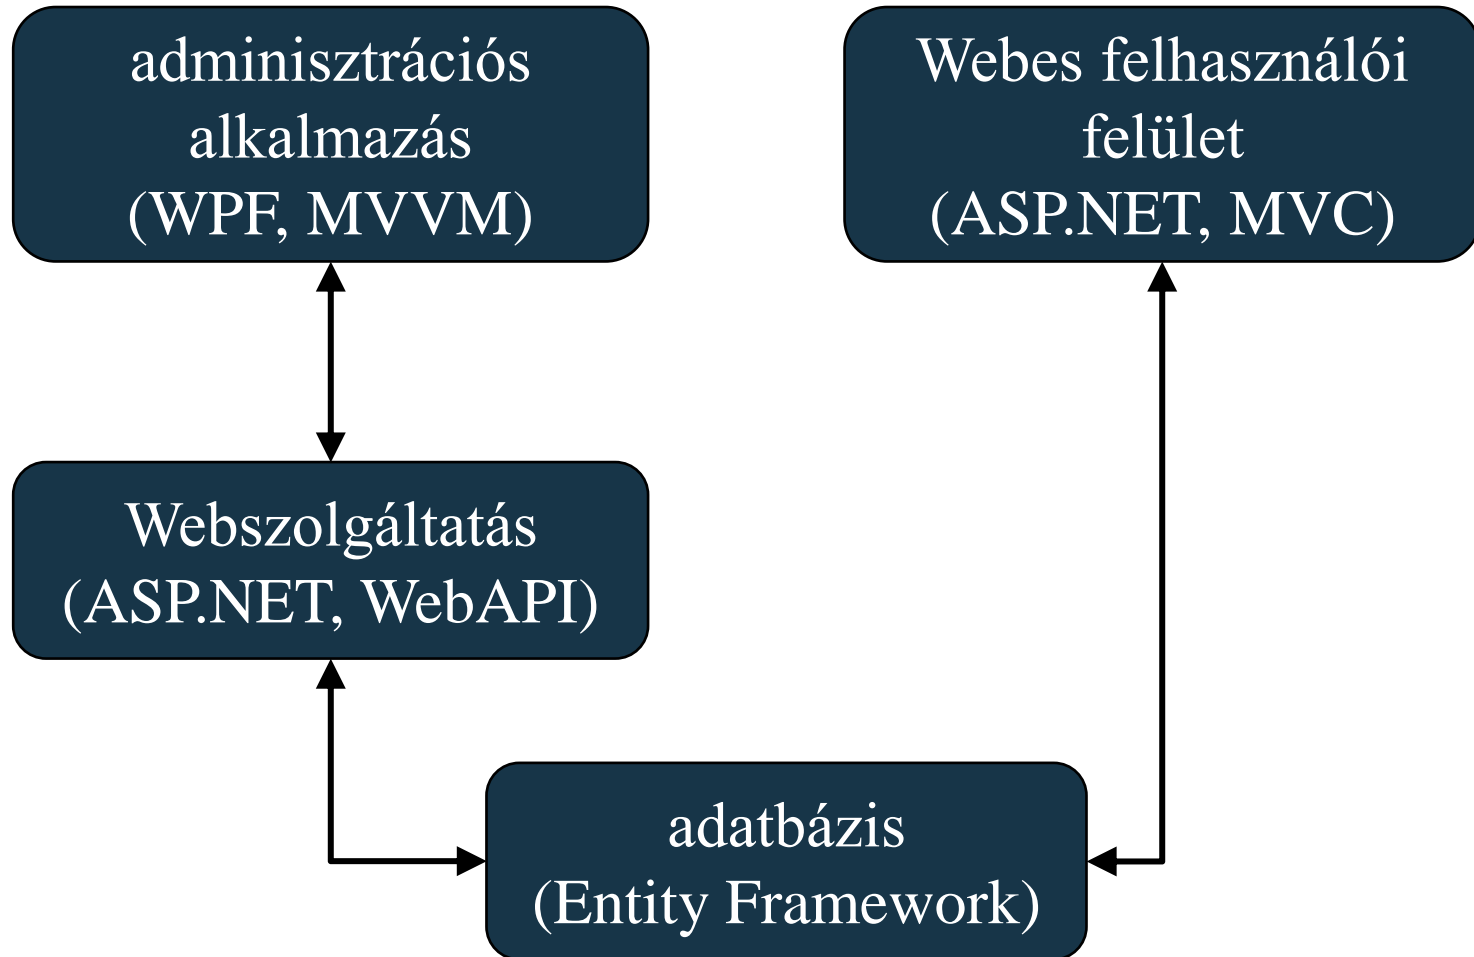 adminisztrációs
alkalmazás
(WPF, MVVM)
Webes felhasználói
felület
(ASP.NET, MVC)
Webszolgáltatás
(ASP.NET, WebAPI)
adatbázis
(Entity Framework)